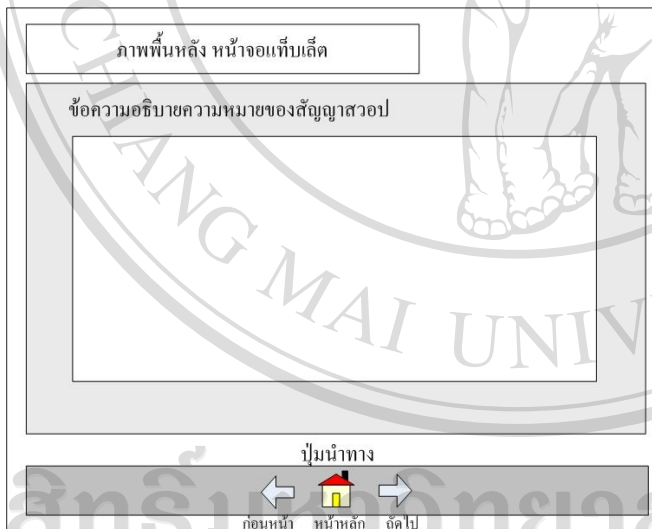 ภาพพื้นหลัง หน้าจอแท็บเล็ต
ข้อความอธิบายความหมายของสัญญาสวอป
CHIANG MAI UNIV
ปุ่มนำทาง
ก่อนหน้า หน้าหลัก ถัดไป